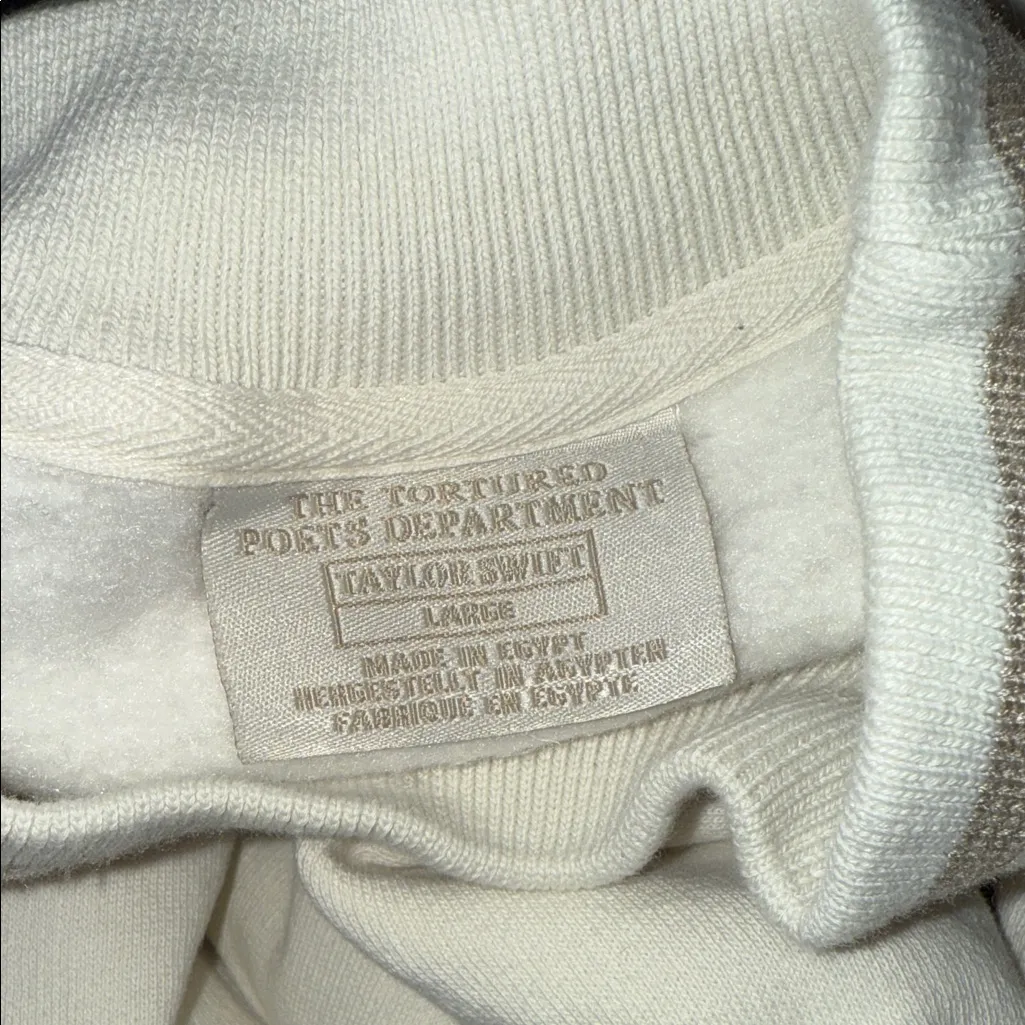 THE TORTURED
POETS DEPARTMENT
TAYLOR SWIFT
LARGE
MADE IN EGYPT
HERGESTELLT IN AGYPTEN
FABRIQUE EN EGYPTE